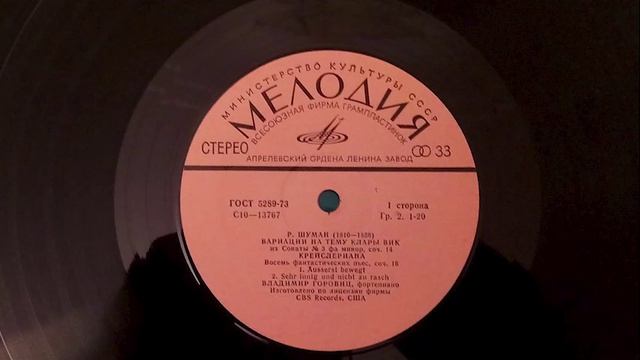 МИНИСТЕРСТВО КУЛЬТУРЫ СССР
МЕЛОДИЯ
ВСЕСОЮЗНАЯ ФИРМА ГРАМПЛАСТИНОК
СТЕРЕО 33
АПРЕЛЕВСКИЙ ОРДЕНА ЛЕНИНА ЗАВОД
ГОСТ 5289-73 1 сторона
С10—13767 Гр. 2. 1-20
Р. ШУМАН (1810—1856)
ВАРИАЦИИ НА ТЕМУ КЛАРЫ ВИК
из Сонаты № 3 фа минор, соч. 14
КРЕЙСЛЕРИАНА
Восемь фантастических пьес, соч. 16
1. Ausserst bewegt
2. Sehr innig und nicht zu rasch
ВЛАДИМИР ГОРОВИЦ, фортепиано
Изготовлено по лицензии фирмы
CBS Records, США